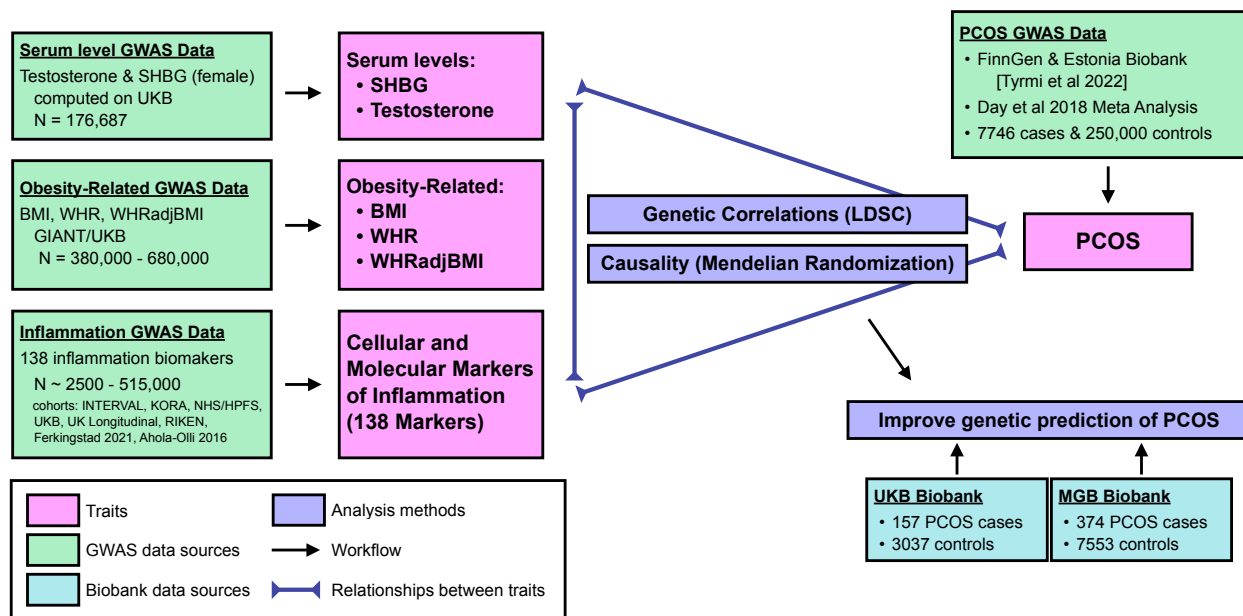 Serum level GWAS Data
Testosterone & SHBG (female)
computed on UKB
N = 176,687
Serum levels:
• SHBG
• Testosterone
PCOS GWAS Data
• FinnGen & Estonia Biobank
[Tyrmi et al 2022]
• Day et al 2018 Meta Analysis
• 7746 cases & 250,000 controls
Obesity-Related GWAS Data
BMI, WHR, WHRadjBMI
GIANT/UKB
N = 380,000 - 680,000
Obesity-Related:
• BMI
• WHR
• WHRadjBMI
Genetic Correlations (LDSC)
Causality (Mendelian Randomization)
PCOS
Inflammation GWAS Data
138 inflammation biomakers
N ~ 2500 - 515,000
cohorts: INTERVAL, KORA, NHS/HPFS,
UKB, UK Longitudinal, RIKEN,
Ferkingstad 2021, Ahola-Olli 2016
Cellular and
Molecular Markers
of Inflammation
(138 Markers)
Improve genetic prediction of PCOS
UKB Biobank
• 157 PCOS cases
• 3037 controls
MGB Biobank
• 374 PCOS cases
• 7553 controls
Traits
GWAS data sources
Biobank data sources
Analysis methods
Workflow
Relationships between traits